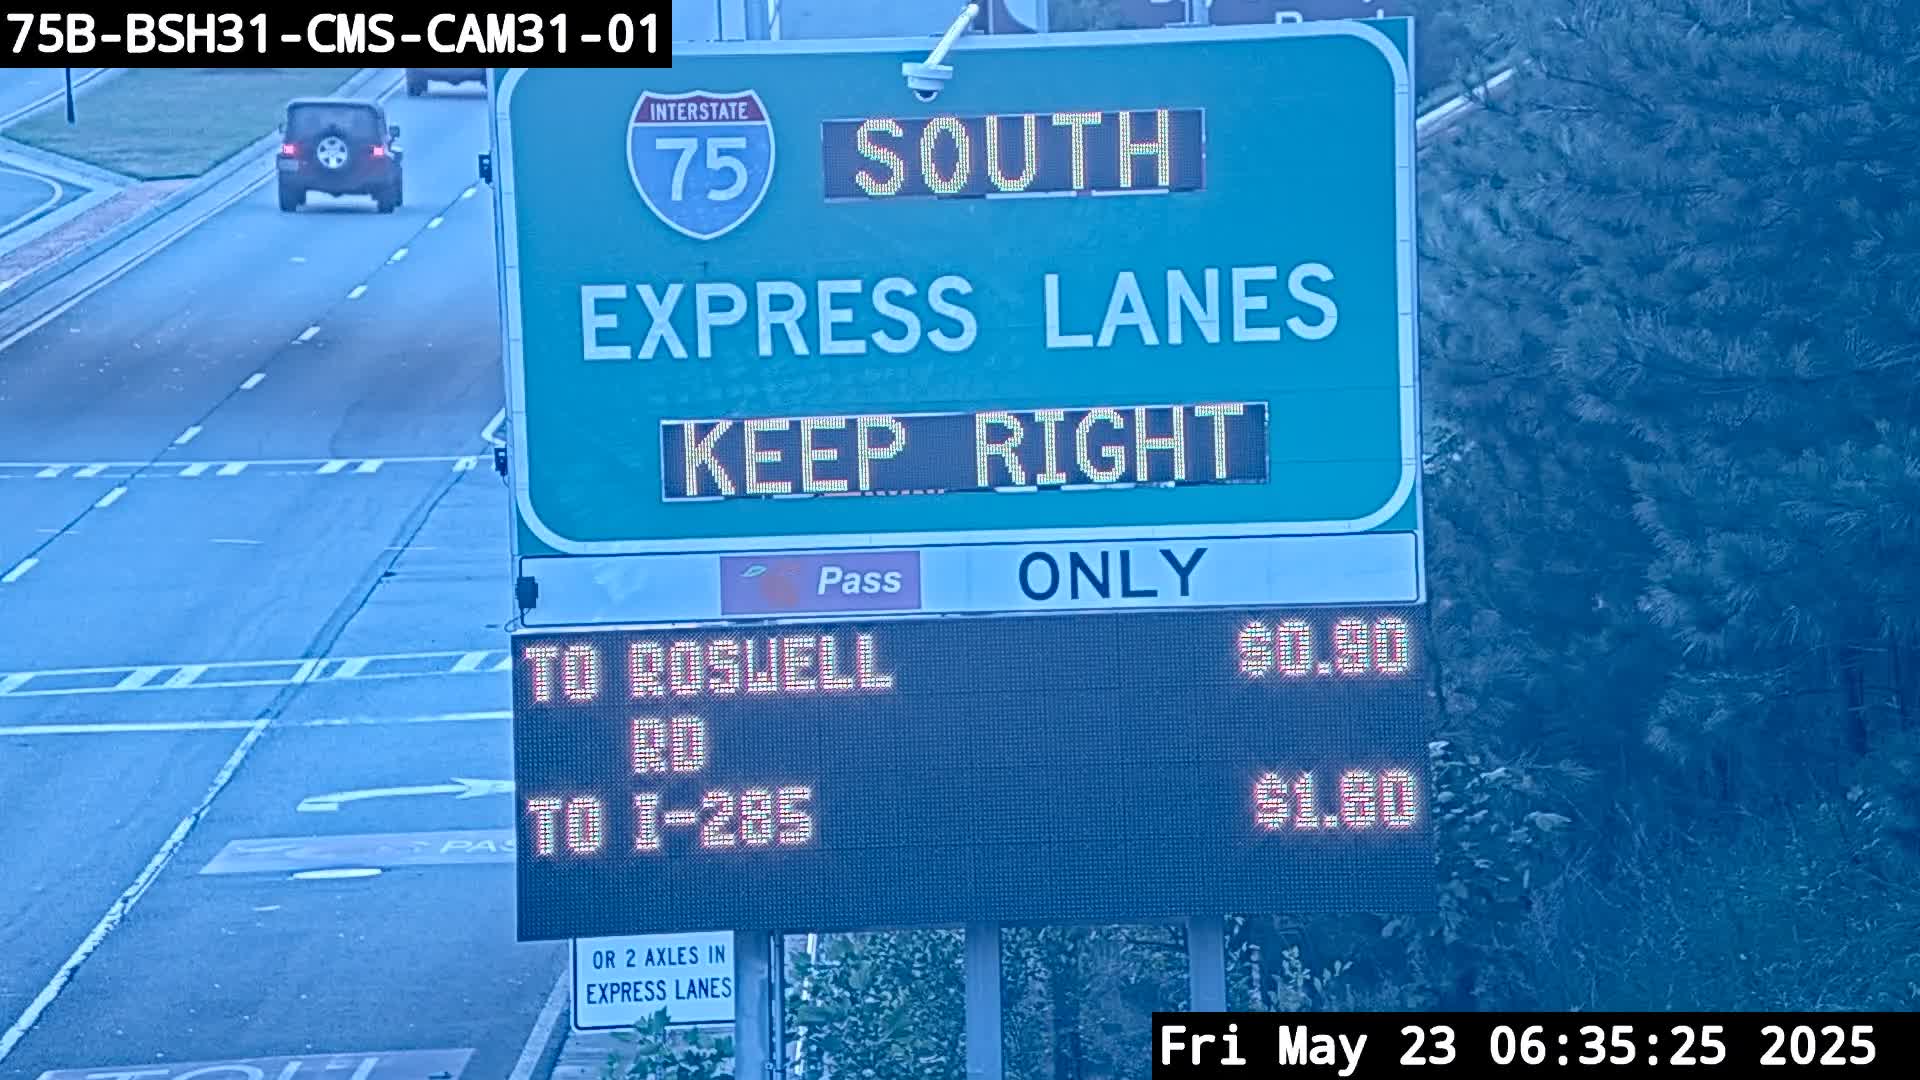 75B-BSH31-CMS-CAM31-01
INTERSTATE
75
SOUTH
EXPRESS LANES
KEEP RIGHT
Pass ONLY
TO ROSWELL $0.90
RD
TO I-285 $1.80
OR 2 AXLES IN
EXPRESS LANES
Fri May 23 06:35:25 2025